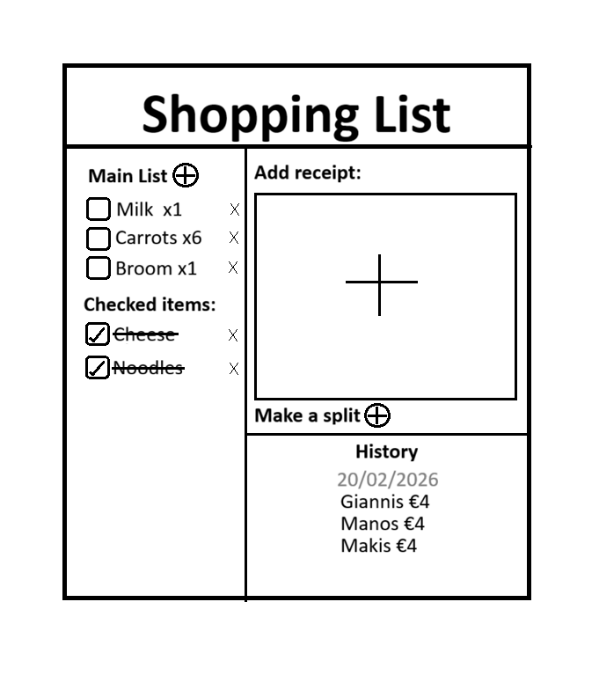 Shopping List
Main List
Milk x1 X
Carrots x6 X
Broom x1 X
Checked items:
Cheese X
Noodles X
Add receipt:
Make a split
History
20/02/2026
Giannis €4
Manos €4
Makis €4